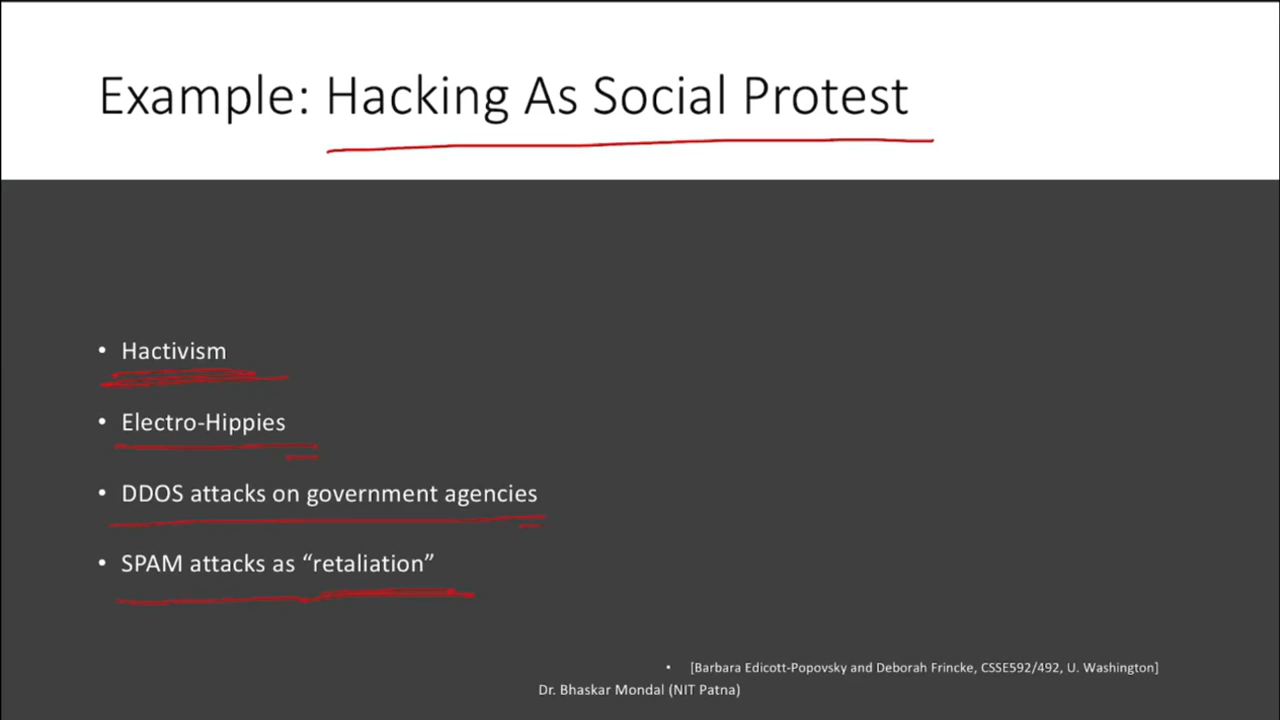 Example: Hacking As Social Protest
• Hactivism
• Electro-Hippies
• DDOS attacks on government agencies
• SPAM attacks as “retaliation”
• [Barbara Edicott-Popovsky and Deborah Frincke, CSSE592/492, U. Washington]
Dr. Bhaskar Mondal (NIT Patna)